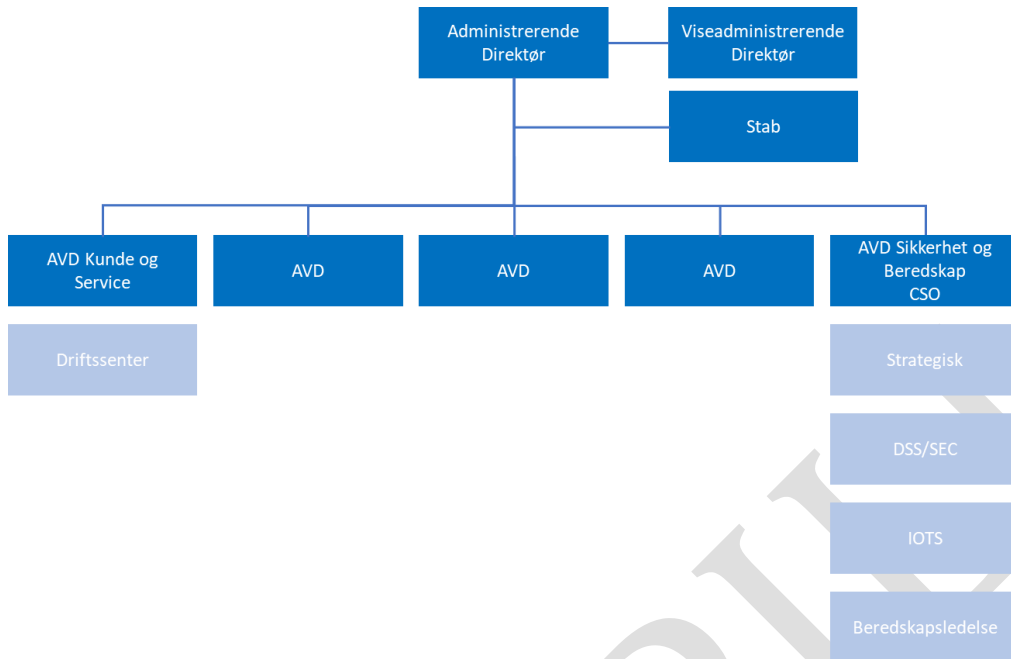 Administrerende
Direktør
Viseadministrerende
Direktør
Stab
AVD Kunde og
Service
AVD
AVD
AVD
AVD Sikkerhet og
Beredskap
CSO
Driftssenter
Strategisk
DSS/SEC
IOTS
Beredskapsledelse